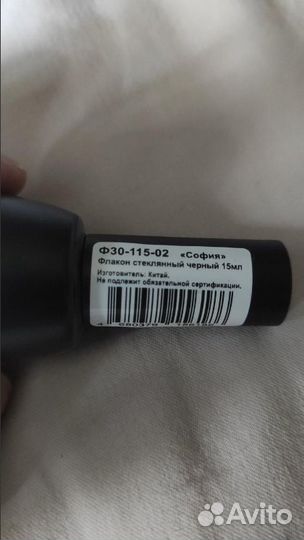 Ф30-115-02 «София»
Флакон стеклянный черный 15мл
Изготовитель: Китай.
Не подлежит обязательной сертификации.
Avito